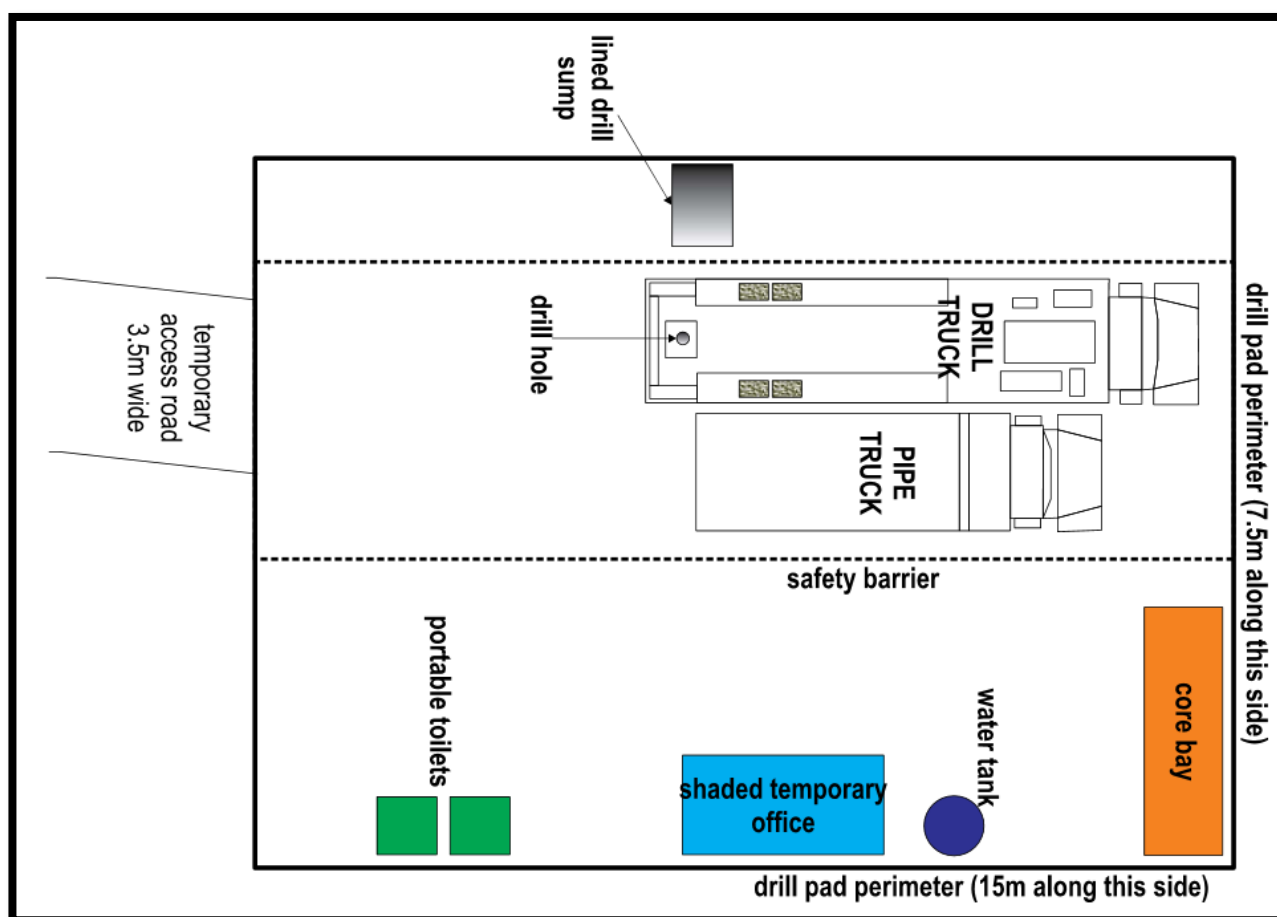 lined drill
sump
temporary
access road
3.5m wide
drill hole
DRILL
TRUCK
PIPE
TRUCK
drill pad perimeter (7.5m along this side)
safety barrier
portable toilets
shaded temporary
office
water tank
core bay
drill pad perimeter (15m along this side)